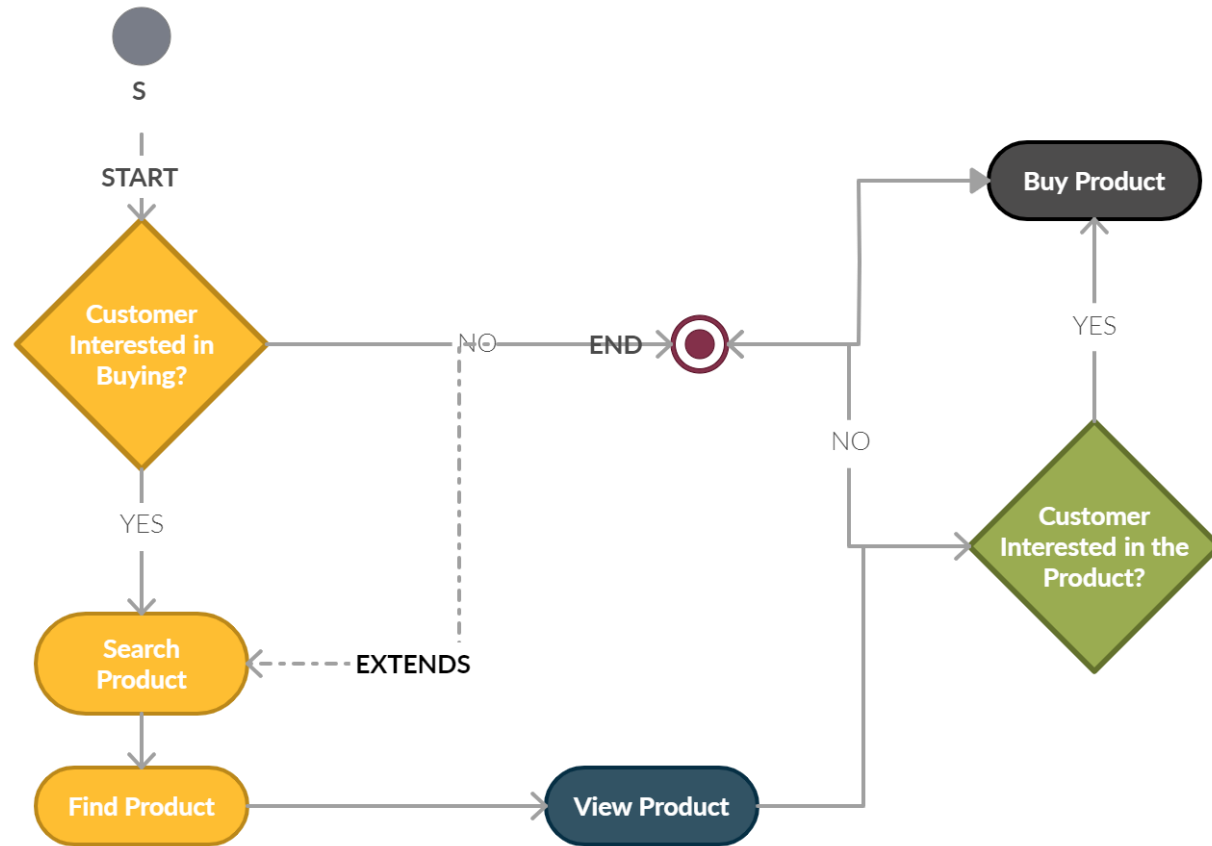 S
START
Customer
Interested in
Buying?
NO
END
Buy Product
YES
NO
YES
Customer
Interested in the
Product?
Search
Product
EXTENDS
Find Product
View Product